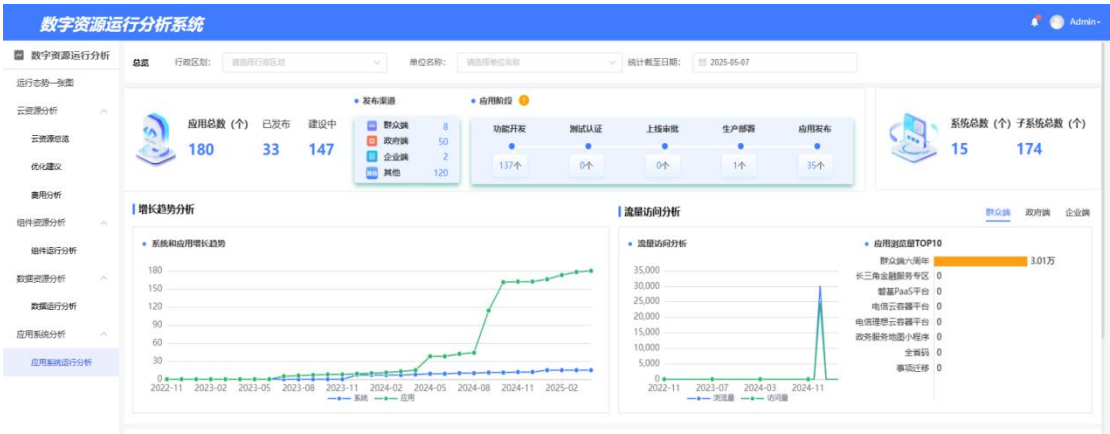 数字资源运行分析系统
Admin
数字资源运行分析
总览 行政区划： 请选择行政区划 单位名称： 请选择单位名称 统计截至日期： 2025-05-07
运行态势一张图
云资源分析
云资源总览
优化建议
费用分析
组件资源分析
组件运行分析
数据资源分析
数据运行分析
应用系统分析
应用系统运行分析
应用总数（个） 已发布 建设中
180 33 147
发布渠道
群众端 8
政府端 50
企业端 2
其他 其他 120
应用阶段
功能开发 测试认证 上线审批 生产部署 应用发布
137个 0个 0个 1个 35个
系统总数（个） 子系统总数（个）
15 174
增长趋势分析
系统和应用增长趋势
180
150
120
90
60
30
0
2022-11 2023-02 2023-05 2023-08 2023-11 2024-02 2024-05 2024-08 2024-11 2025-02
系统 应用
流量访问分析
群众端 政府端 企业端
流量访问分析
35,000
30,000
25,000
20,000
15,000
10,000
5,000
0
2022-11 2023-07 2024-03 2024-11
浏览量 访问量
应用浏览量TOP10
群众端六周年 3.01万
长三角金融服务专区 0
碧基PaaS平台 0
电信云容器平台 0
电信理想云容器平台 0
政务服务地图小程序 0
全省码 0
事项迁移 0